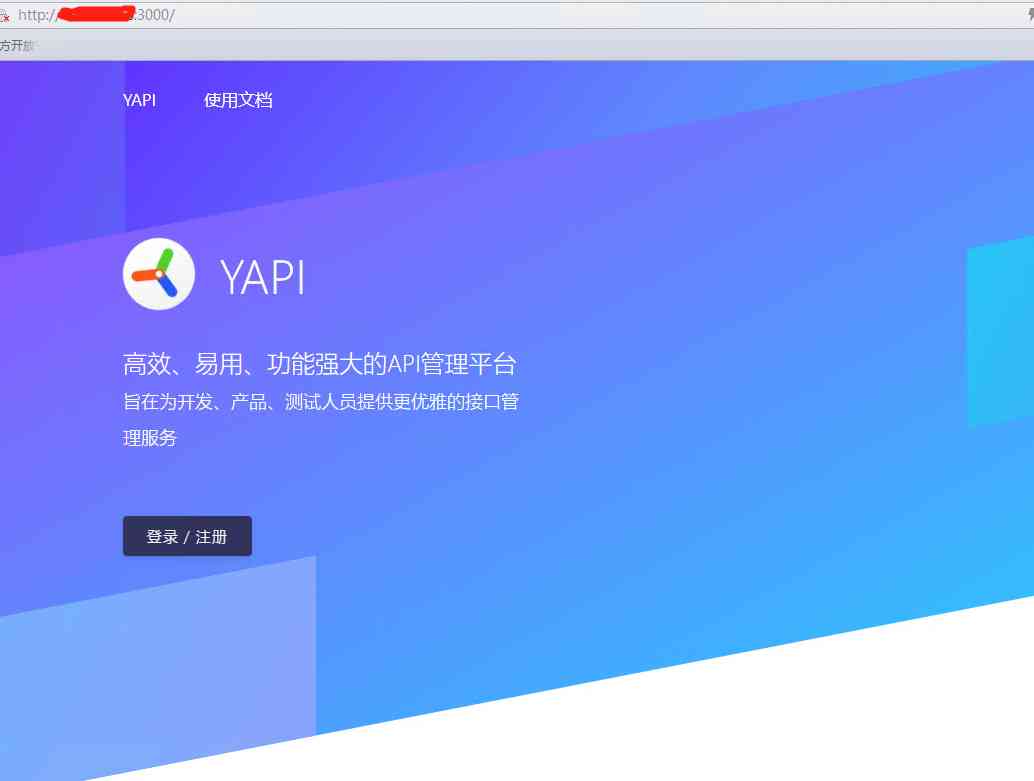 http://:3000/
方开放
YAPI 使用文档
YAPI
高效、易用、功能强大的API管理平台
旨在为开发、产品、测试人员提供更优雅的接口管
理服务
登录 / 注册